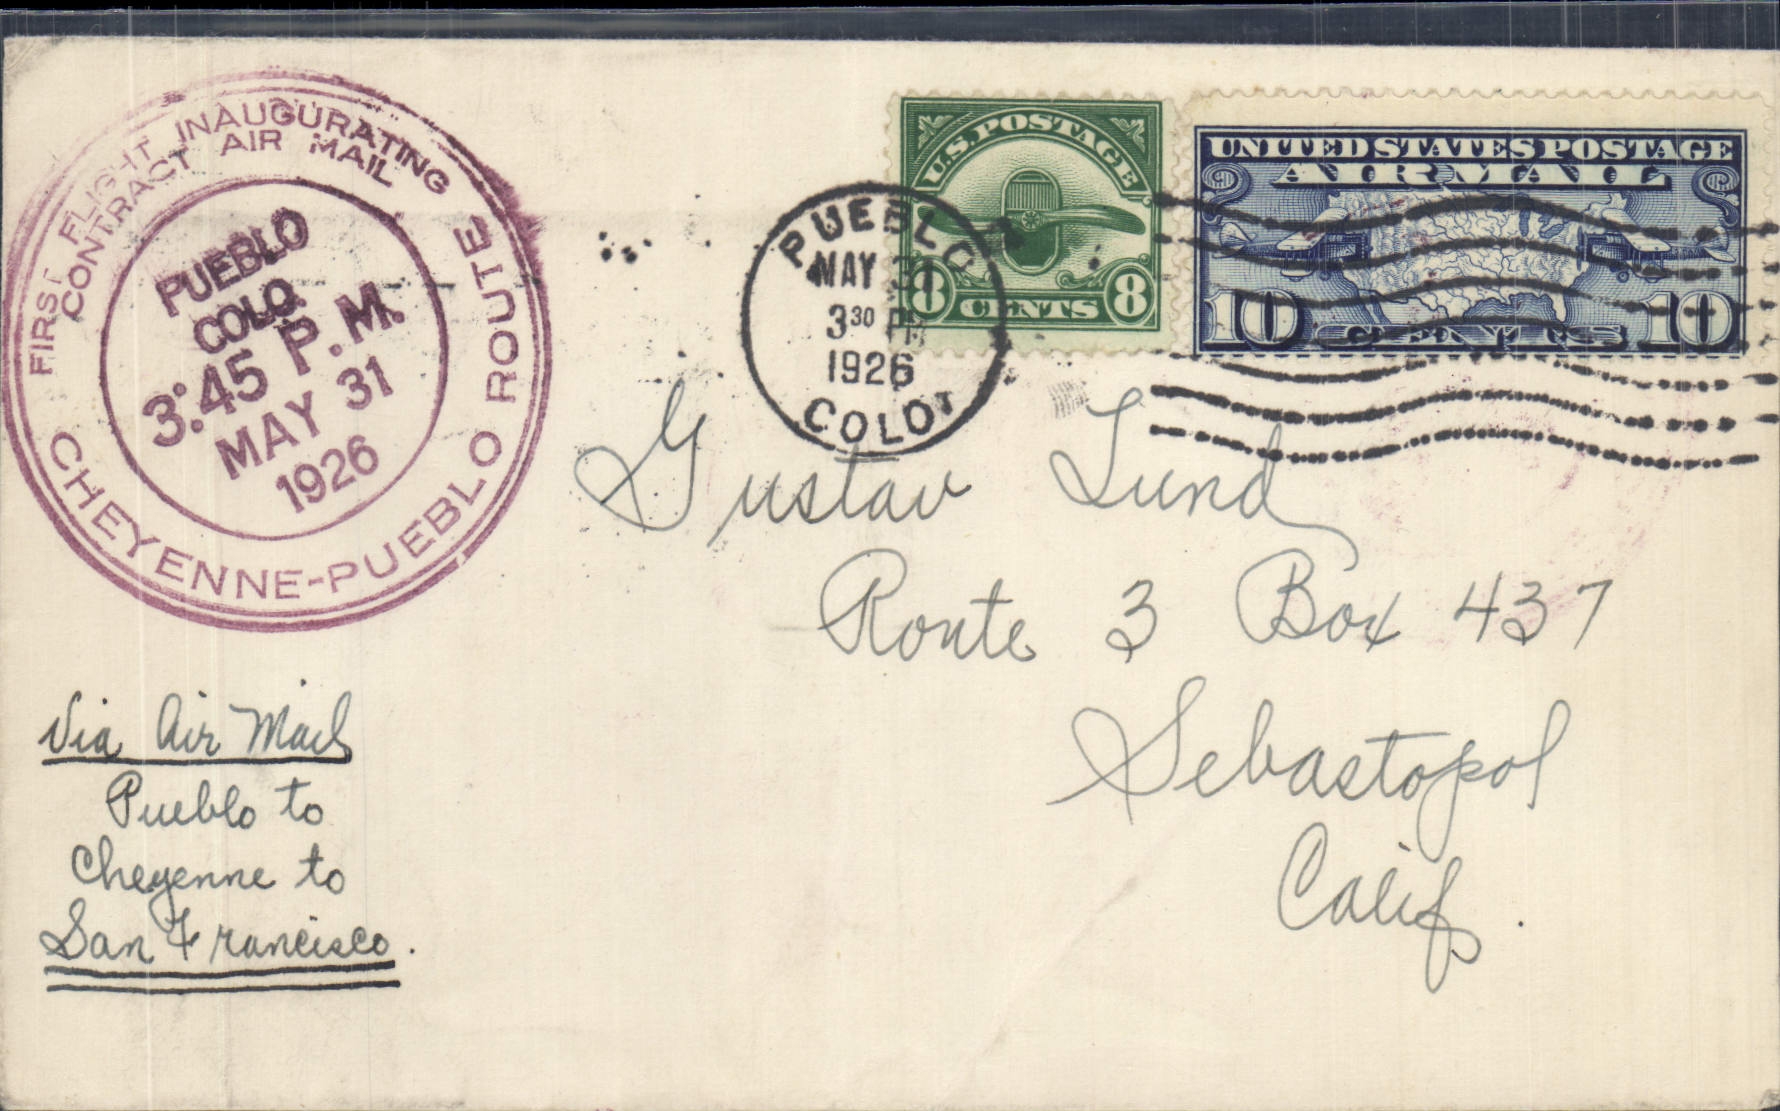 FIRST FLIGHT INAUGURATING
CONTRACT AIR MAIL
CHEYENNE-PUEBLO ROUTE
PUEBLO
COLO.
3:45 P.M.
MAY 31
1926
U.S. POSTAGE
8 CENTS 8
UNITED STATES POSTAGE
AIR MAIL
10 CENTS 10
PUEBLO
MAY 31
3 30 PM
1926
COLO.
Gustav Lund
Route 3 Box 437
Sebastopol
Calif.
Via Air Mail
Pueblo to
Cheyenne to
San Francisco.